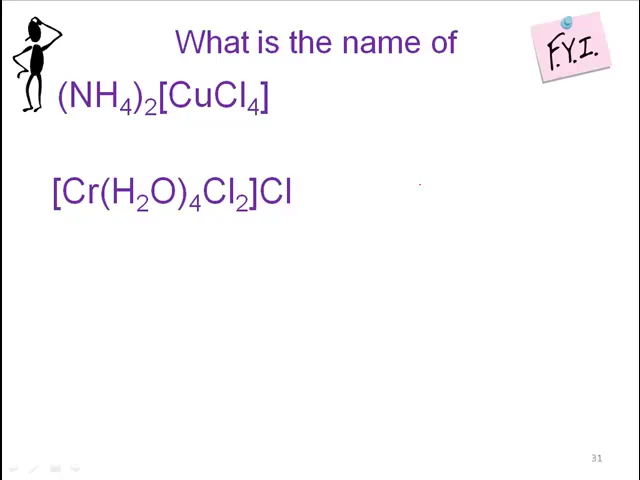 What is the name of
F.Y.I.
(NH₄)₂[CuCl₄]
[Cr(H₂O)₄Cl₂]Cl
31